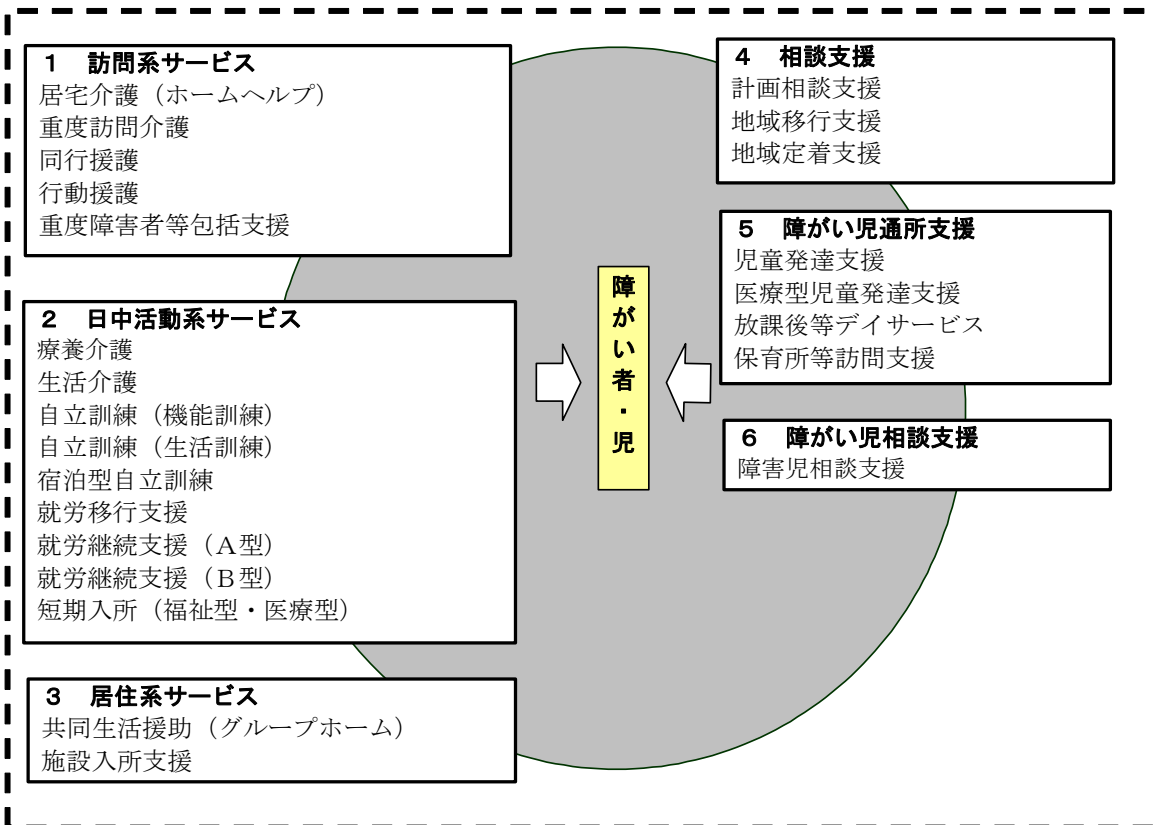 １　訪問系サービス
居宅介護（ホームヘルプ）
重度訪問介護
同行援護
行動援護
重度障害者等包括支援
２　日中活動系サービス
療養介護
生活介護
自立訓練（機能訓練）
自立訓練（生活訓練）
宿泊型自立訓練
就労移行支援
就労継続支援（Ａ型）
就労継続支援（Ｂ型）
短期入所（福祉型・医療型）
３　居住系サービス
共同生活援助（グループホーム）
施設入所支援
障がい者・児
４　相談支援
計画相談支援
地域移行支援
地域定着支援
５　障がい児通所支援
児童発達支援
医療型児童発達支援
放課後等デイサービス
保育所等訪問支援
６　障がい児相談支援
障害児相談支援